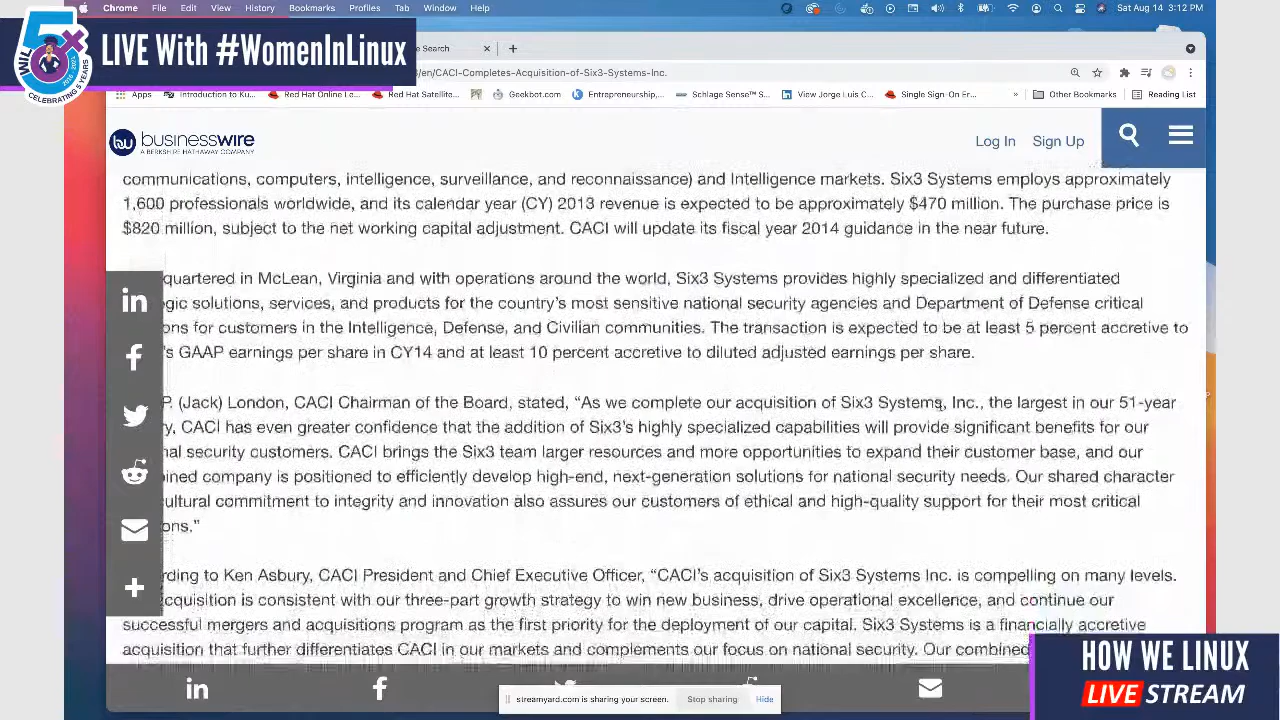 Chrome File Edit View History Bookmarks Profiles Tab Window Help Sat Aug 14 3:12 PM
5x
WIL
CELEBRATING 5 YEARS
LIVE With #WomenInLinux
e Search
/en/CACI-Completes-Acquisition-of-Six3-Systems-Inc.
Apps Introduction to Ku... Red Hat Online Le... Red Hat Satellite... Geekbot.com Entrepreneurship,... Schlage Sense™ S... View Jorge Luis C... Single Sign-On Er... » Other Bookmarks Reading List
businesswire
A BERKSHIRE HATHAWAY COMPANY
Log In Sign Up
communications, computers, intelligence, surveillance, and reconnaissance) and Intelligence markets. Six3 Systems employs approximately
1,600 professionals worldwide, and its calendar year (CY) 2013 revenue is expected to be approximately $470 million. The purchase price is
$820 million, subject to the net working capital adjustment. CACI will update its fiscal year 2014 guidance in the near future.
quartered in McLean, Virginia and with operations around the world, Six3 Systems provides highly specialized and differentiated
gic solutions, services, and products for the country's most sensitive national security agencies and Department of Defense critical
ons for customers in the Intelligence, Defense, and Civilian communities. The transaction is expected to be at least 5 percent accretive to
's GAAP earnings per share in CY14 and at least 10 percent accretive to diluted adjusted earnings per share.
P. (Jack) London, CACI Chairman of the Board, stated, “As we complete our acquisition of Six3 Systems, Inc., the largest in our 51-year
y, CACI has even greater confidence that the addition of Six3's highly specialized capabilities will provide significant benefits for our
nal security customers. CACI brings the Six3 team larger resources and more opportunities to expand their customer base, and our
ined company is positioned to efficiently develop high-end, next-generation solutions for national security needs. Our shared character
cultural commitment to integrity and innovation also assures our customers of ethical and high-quality support for their most critical
ons.”
rding to Ken Asbury, CACI President and Chief Executive Officer, “CACI's acquisition of Six3 Systems Inc. is compelling on many levels.
cquisition is consistent with our three-part growth strategy to win new business, drive operational excellence, and continue our
successful mergers and acquisitions program as the first priority for the deployment of our capital. Six3 Systems is a financially accretive
acquisition that further differentiates CACI in our markets and complements our focus on national security. Our combined
streamyard.com is sharing your screen. Stop sharing Hide
HOW WE LINUX
LIVE STREAM